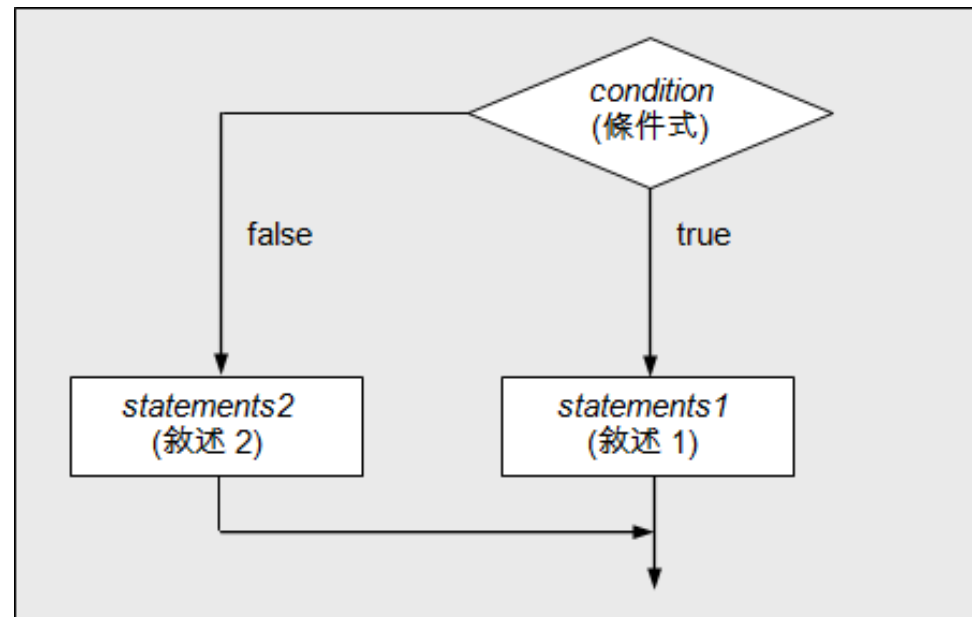 condition
(條件式)
false
true
statements2
(敘述 2)
statements1
(敘述 1)